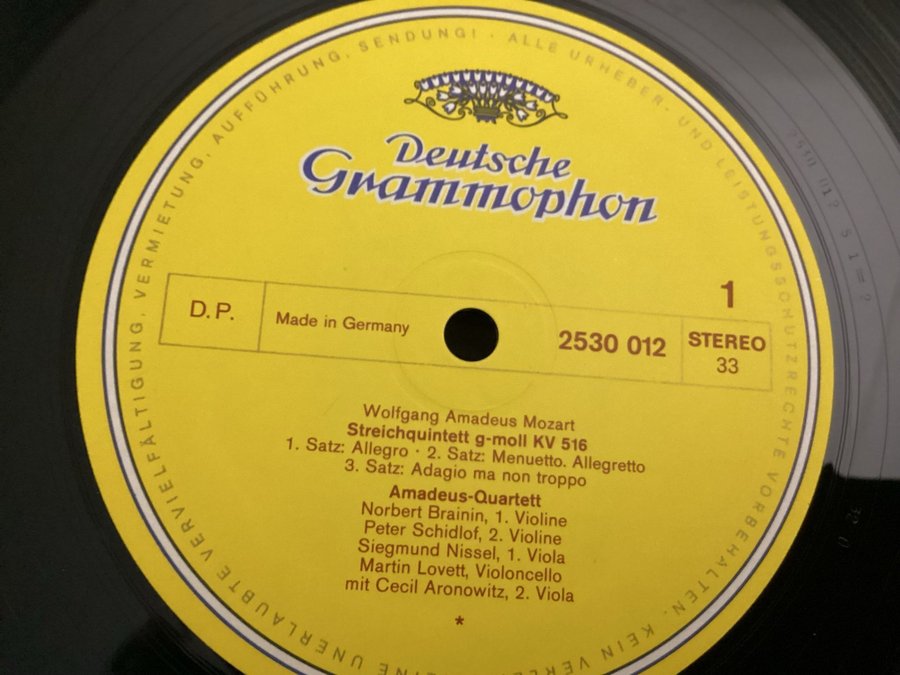 Deutsche
Grammophon
1
D.P.
Made in Germany
2530 012
STEREO
33
Wolfgang Amadeus Mozart
Streichquintett g-moll KV 516
1. Satz: Allegro · 2. Satz: Menuetto. Allegretto
3. Satz: Adagio ma non troppo
Amadeus-Quartett
Norbert Brainin, 1. Violine
Peter Schidlof, 2. Violine
Siegmund Nissel, 1. Viola
Martin Lovett, Violoncello
mit Cecil Aronowitz, 2. Viola
*
ALLE URHEBER- UND LEISTUNGSSCHUTZRECHTE VORBEHALTEN. KEIN VERLE
EINE UNERLAUBTE VERVIELFÄLTIGUNG, VERMIETUNG, AUFFÜHRUNG, SENDUNG! ·